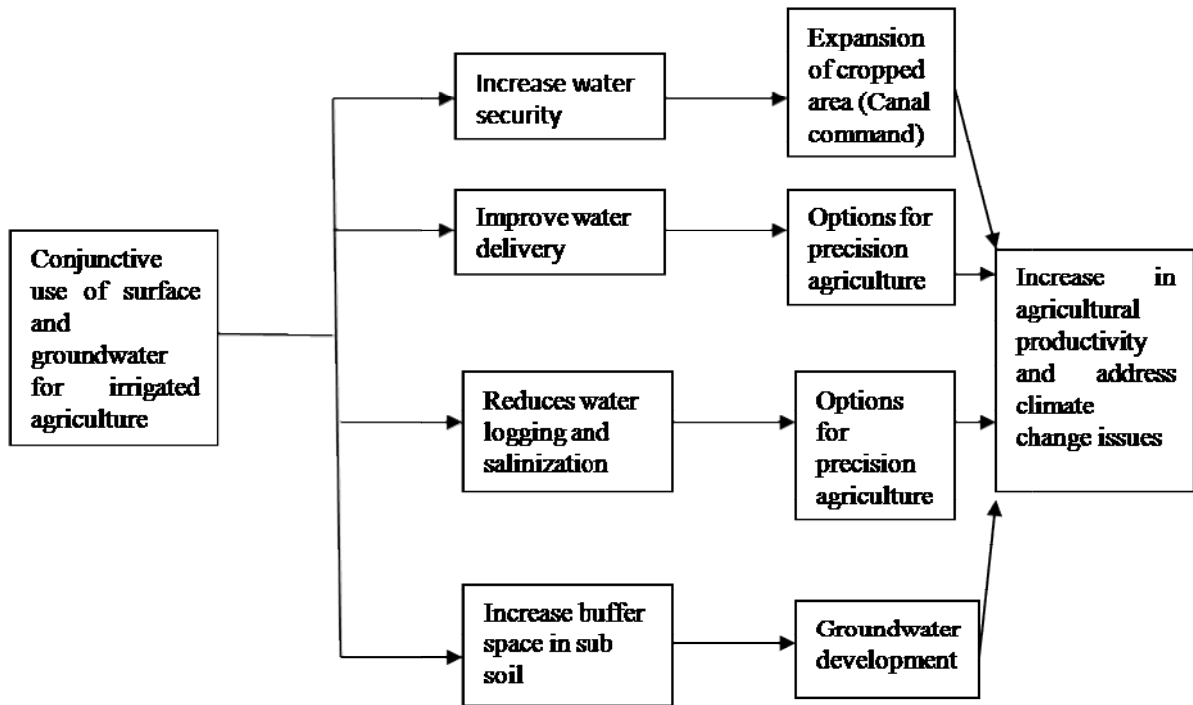 Conjunctive
use of surface
and
groundwater
for irrigated
agriculture
Increase water
security
Expansion
of cropped
area (Canal
command)
Improve water
delivery
Options for
precision
agriculture
Reduces water
logging and
salinization
Options
for
precision
agriculture
Increase buffer
space in sub
soil
Groundwater
development
Increase in
agricultural
productivity
and address
climate
change issues